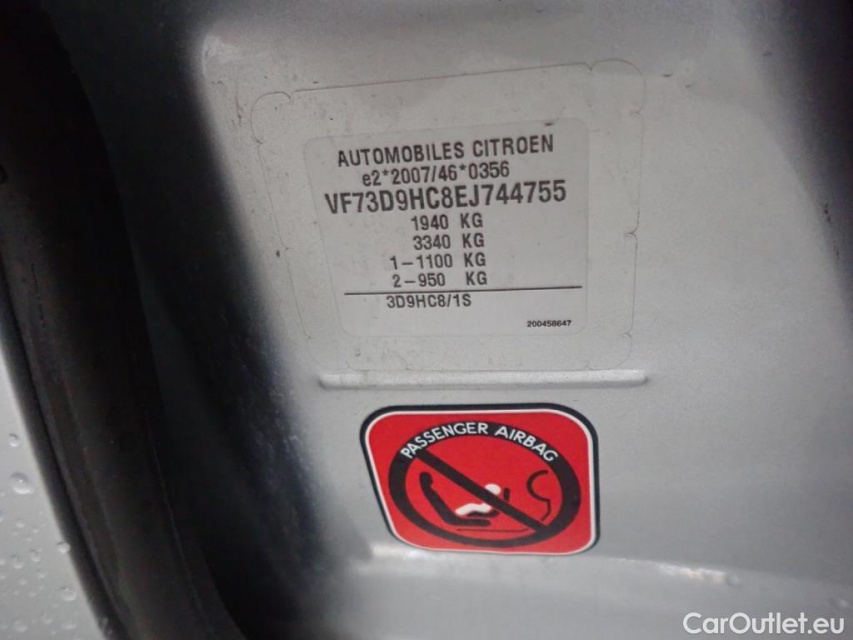 AUTOMOBILES CITROEN
e2*2007/46*0356
VF73D9HC8EJ744755
1940 KG
3340 KG
1-1100 KG
2-950 KG
3D9HC8/1S
200458647
PASSENGER AIRBAG
CarOutlet.eu